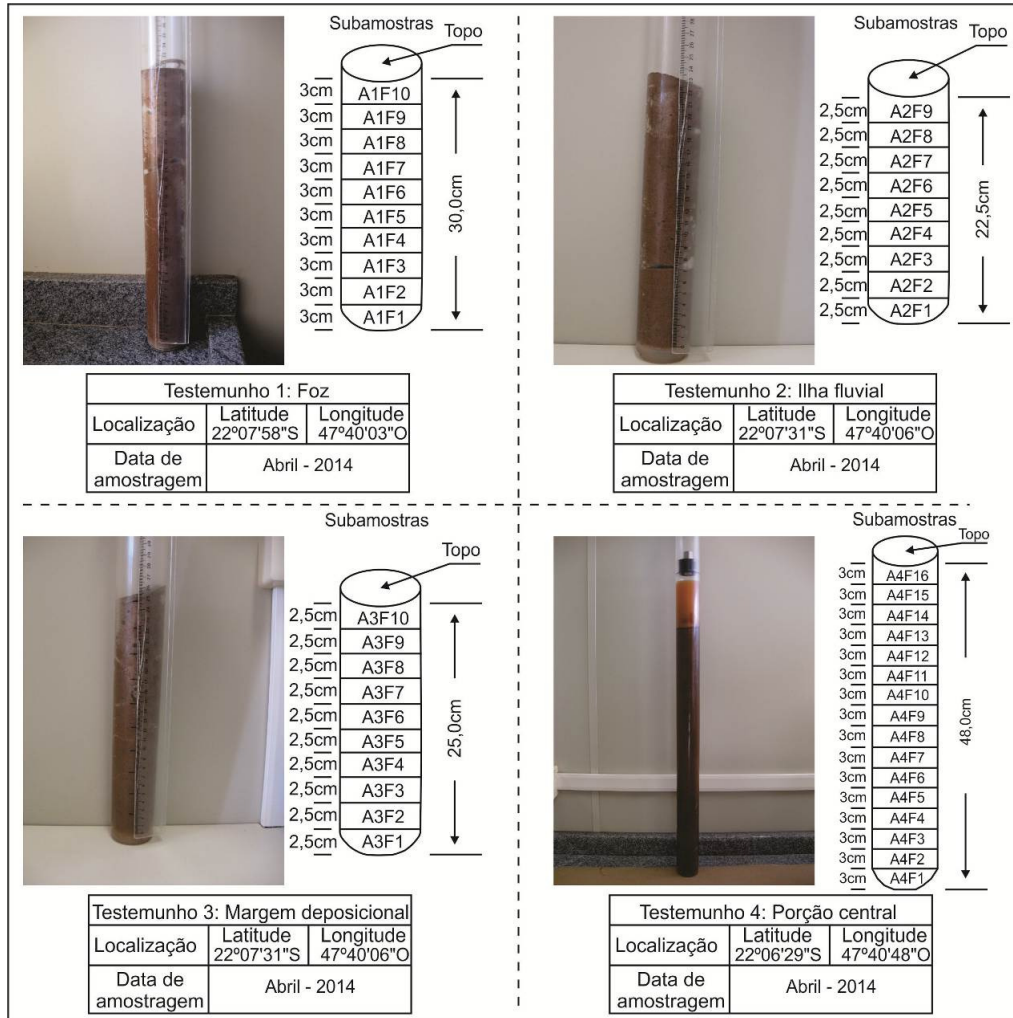 Subamostras
Topo
3cm A1F10
3cm A1F9
3cm A1F8
3cm A1F7
3cm A1F6
3cm A1F5
3cm A1F4
3cm A1F3
3cm A1F2
3cm A1F1
30,0cm
Testemunho 1: Foz
Localização Latitude 22º07'58"S Longitude 47º40'03"O
Data de amostragem Abril - 2014
Subamostras
Topo
2,5cm A2F9
2,5cm A2F8
2,5cm A2F7
2,5cm A2F6
2,5cm A2F5
2,5cm A2F4
2,5cm A2F3
2,5cm A2F2
2,5cm A2F1
22,5cm
Testemunho 2: Ilha fluvial
Localização Latitude 22º07'31"S Longitude 47º40'06"O
Data de amostragem Abril - 2014
Subamostras
Topo
2,5cm A3F10
2,5cm A3F9
2,5cm A3F8
2,5cm A3F7
2,5cm A3F6
2,5cm A3F5
2,5cm A3F4
2,5cm A3F3
2,5cm A3F2
2,5cm A3F1
25,0cm
Testemunho 3: Margem deposicional
Localização Latitude 22º07'31"S Longitude 47º40'06"O
Data de amostragem Abril - 2014
Subamostras
Topo
3cm A4F16
3cm A4F15
3cm A4F14
3cm A4F13
3cm A4F12
3cm A4F11
3cm A4F10
3cm A4F9
3cm A4F8
3cm A4F7
3cm A4F6
3cm A4F5
3cm A4F4
3cm A4F3
3cm A4F2
3cm A4F1
48,0cm
Testemunho 4: Porção central
Localização Latitude 22º06'29"S Longitude 47º40'48"O
Data de amostragem Abril - 2014